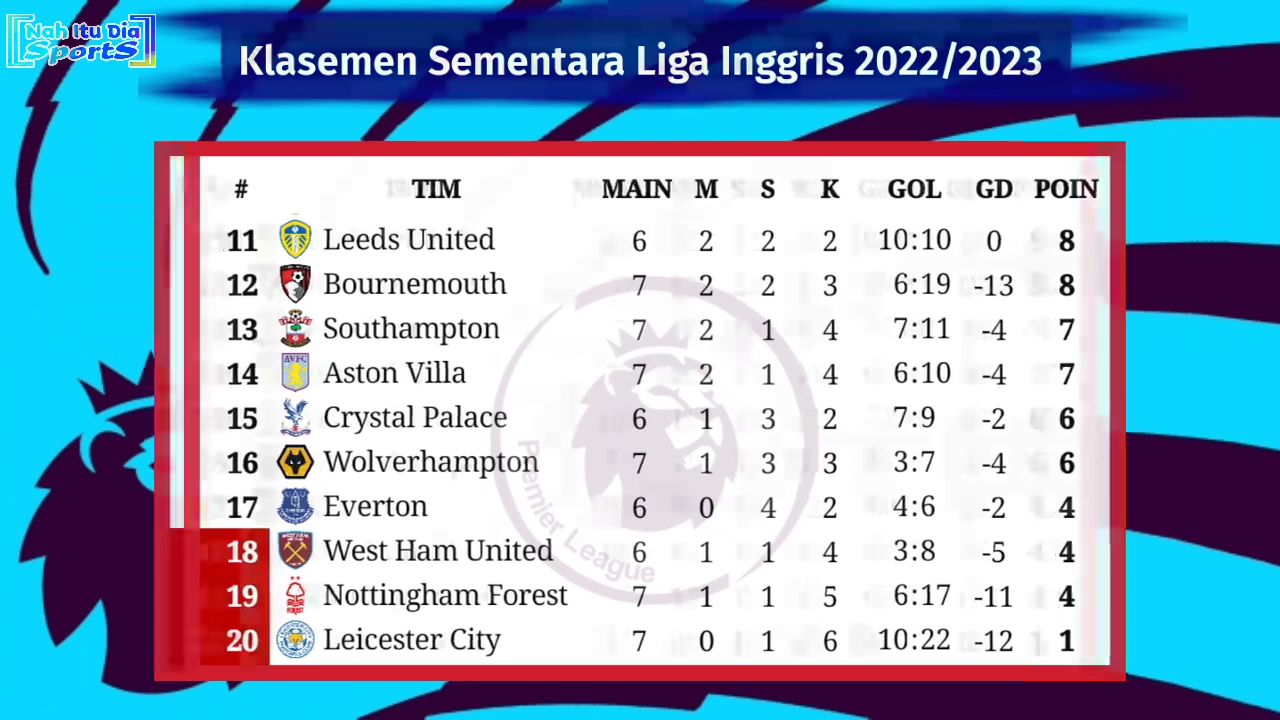 Nah Itu Dia
Sports
Klasemen Sementara Liga Inggris 2022/2023
# TIM MAIN M S K GOL GD POIN
11 Leeds United 6 2 2 2 10:10 0 8
12 Bournemouth 7 2 2 3 6:19 -13 8
13 Southampton 7 2 1 4 7:11 -4 7
14 Aston Villa 7 2 1 4 6:10 -4 7
15 Crystal Palace 6 1 3 2 7:9 -2 6
16 Wolverhampton 7 1 3 3 3:7 -4 6
17 Everton 6 0 4 2 4:6 -2 4
18 West Ham United 6 1 1 4 3:8 -5 4
19 Nottingham Forest 7 1 1 5 6:17 -11 4
20 Leicester City 7 0 1 6 10:22 -12 1
Premier League
AVFC